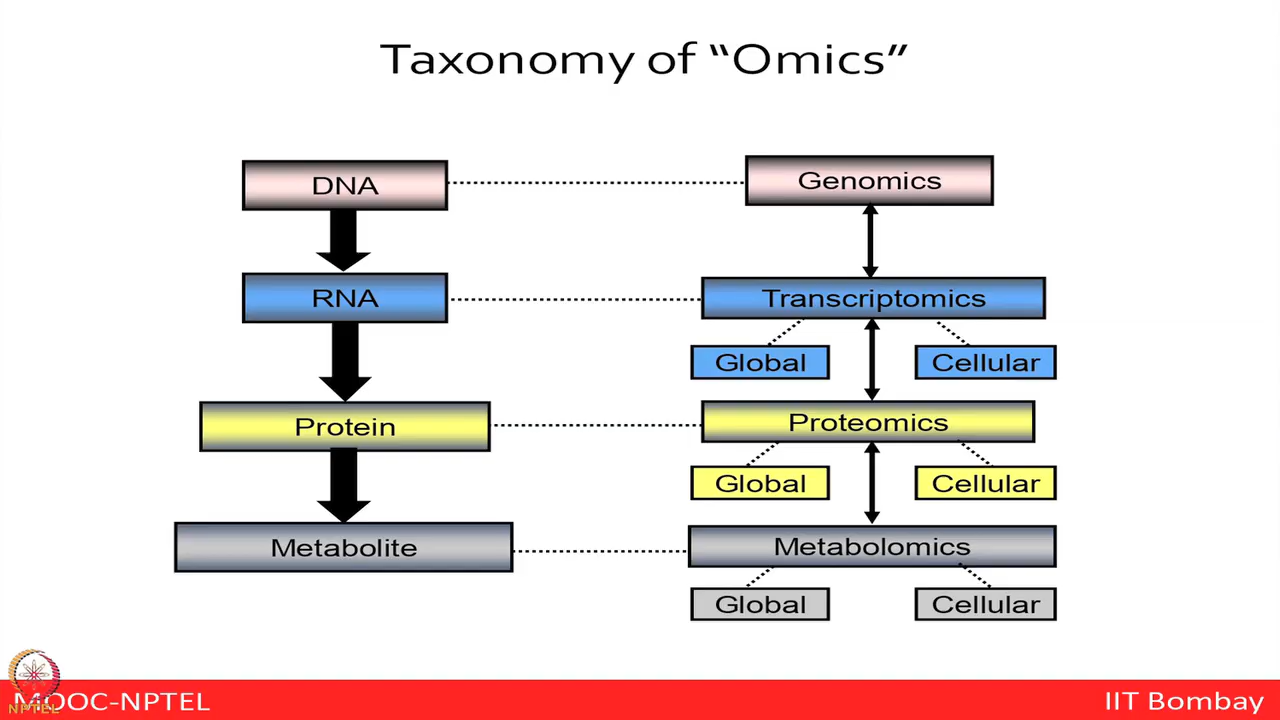 Taxonomy of “Omics”
DNA
Genomics
RNA
Transcriptomics
Global
Cellular
Protein
Proteomics
Global
Cellular
Metabolite
Metabolomics
Global
Cellular
NPTEL
MOOC-NPTEL
IIT Bombay